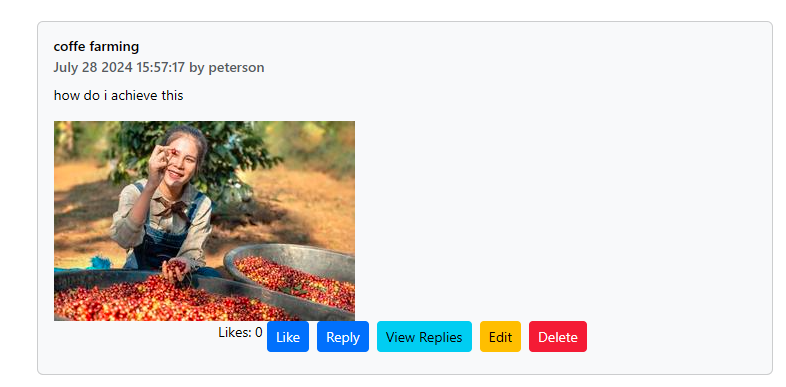 coffe farming
July 28 2024 15:57:17 by peterson
how do i achieve this
Likes: 0 Like Reply View Replies Edit Delete